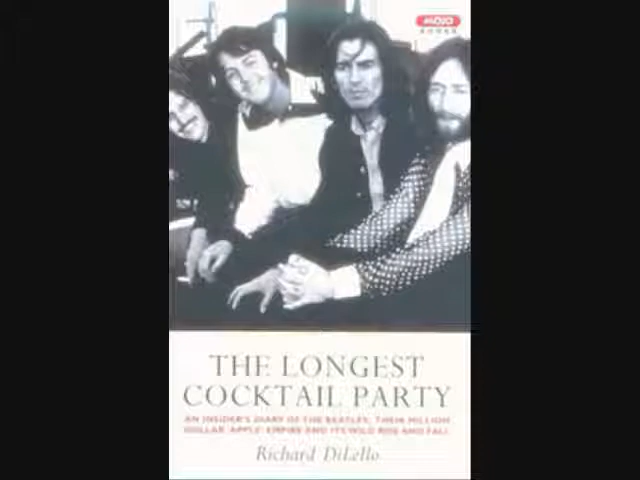 MOJO
BOOKS
THE LONGEST
COCKTAIL PARTY
AN INSIDER'S DIARY OF THE BEATLES, THEIR MILLION
DOLLAR 'APPLE' EMPIRE AND ITS WILD RISE AND FALL
Richard DiLello